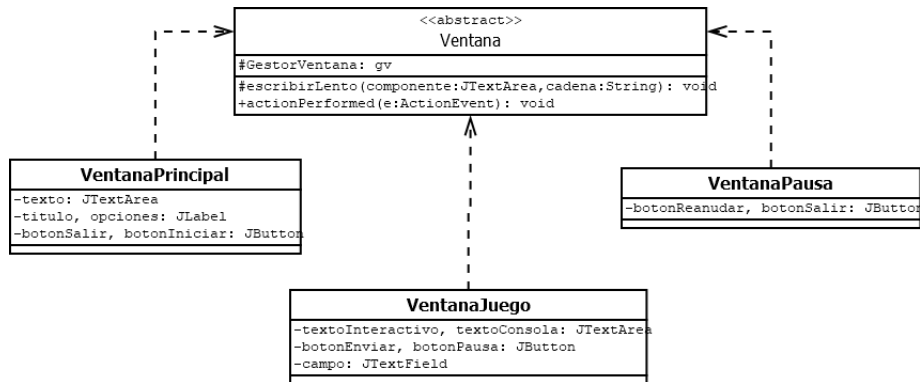 <<abstract>>
Ventana
#GestorVentana: gv
#escribirLento(componente:JTextArea,cadena:String): void
+actionPerformed(e:ActionEvent): void
VentanaPrincipal
-texto: JTextArea
-titulo, opciones: JLabel
-botonSalir, botonIniciar: JButton
VentanaPausa
-botonReanudar, botonSalir: JButton
VentanaJuego
-textoInteractivo, textoConsola: JTextArea
-botonEnviar, botonPausa: JButton
-campo: JTextField